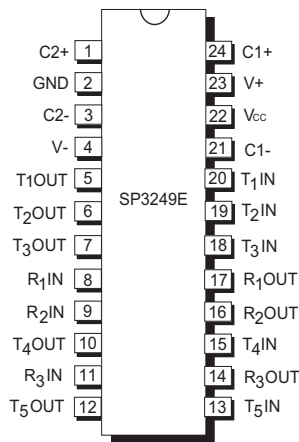 C2+ 1 24 C1+
GND 2 23 V+
C2- 3 22 Vcc
V- 4 21 C1-
T1OUT 5 20 T1IN
SP3249E
T2OUT 6 19 T2IN
T3OUT 7 18 T3IN
R1IN 8 17 R1OUT
R2IN 9 16 R2OUT
T4OUT 10 15 T4IN
R3IN 11 14 R3OUT
T5OUT 12 13 T5IN